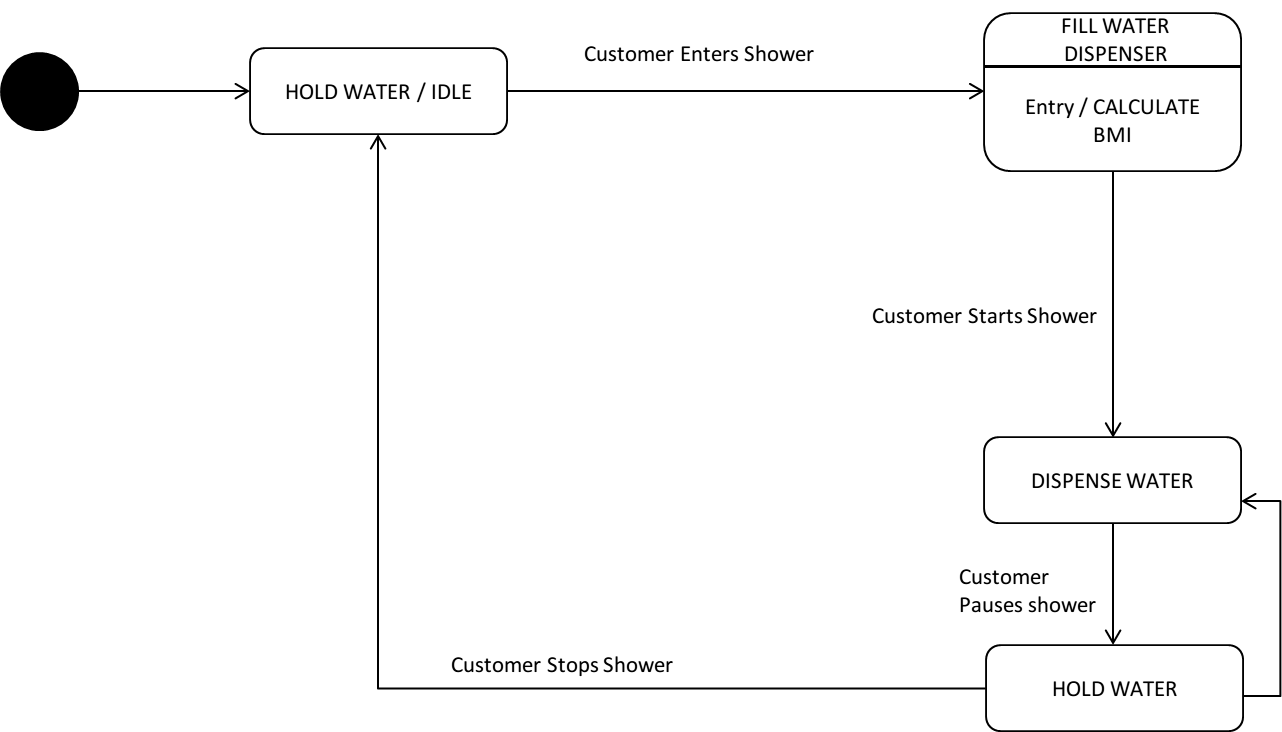 FILL WATER
DISPENSER
Customer Enters Shower
HOLD WATER / IDLE
Entry / CALCULATE
BMI
Customer Starts Shower
DISPENSE WATER
Customer
Pauses shower
Customer Stops Shower
HOLD WATER